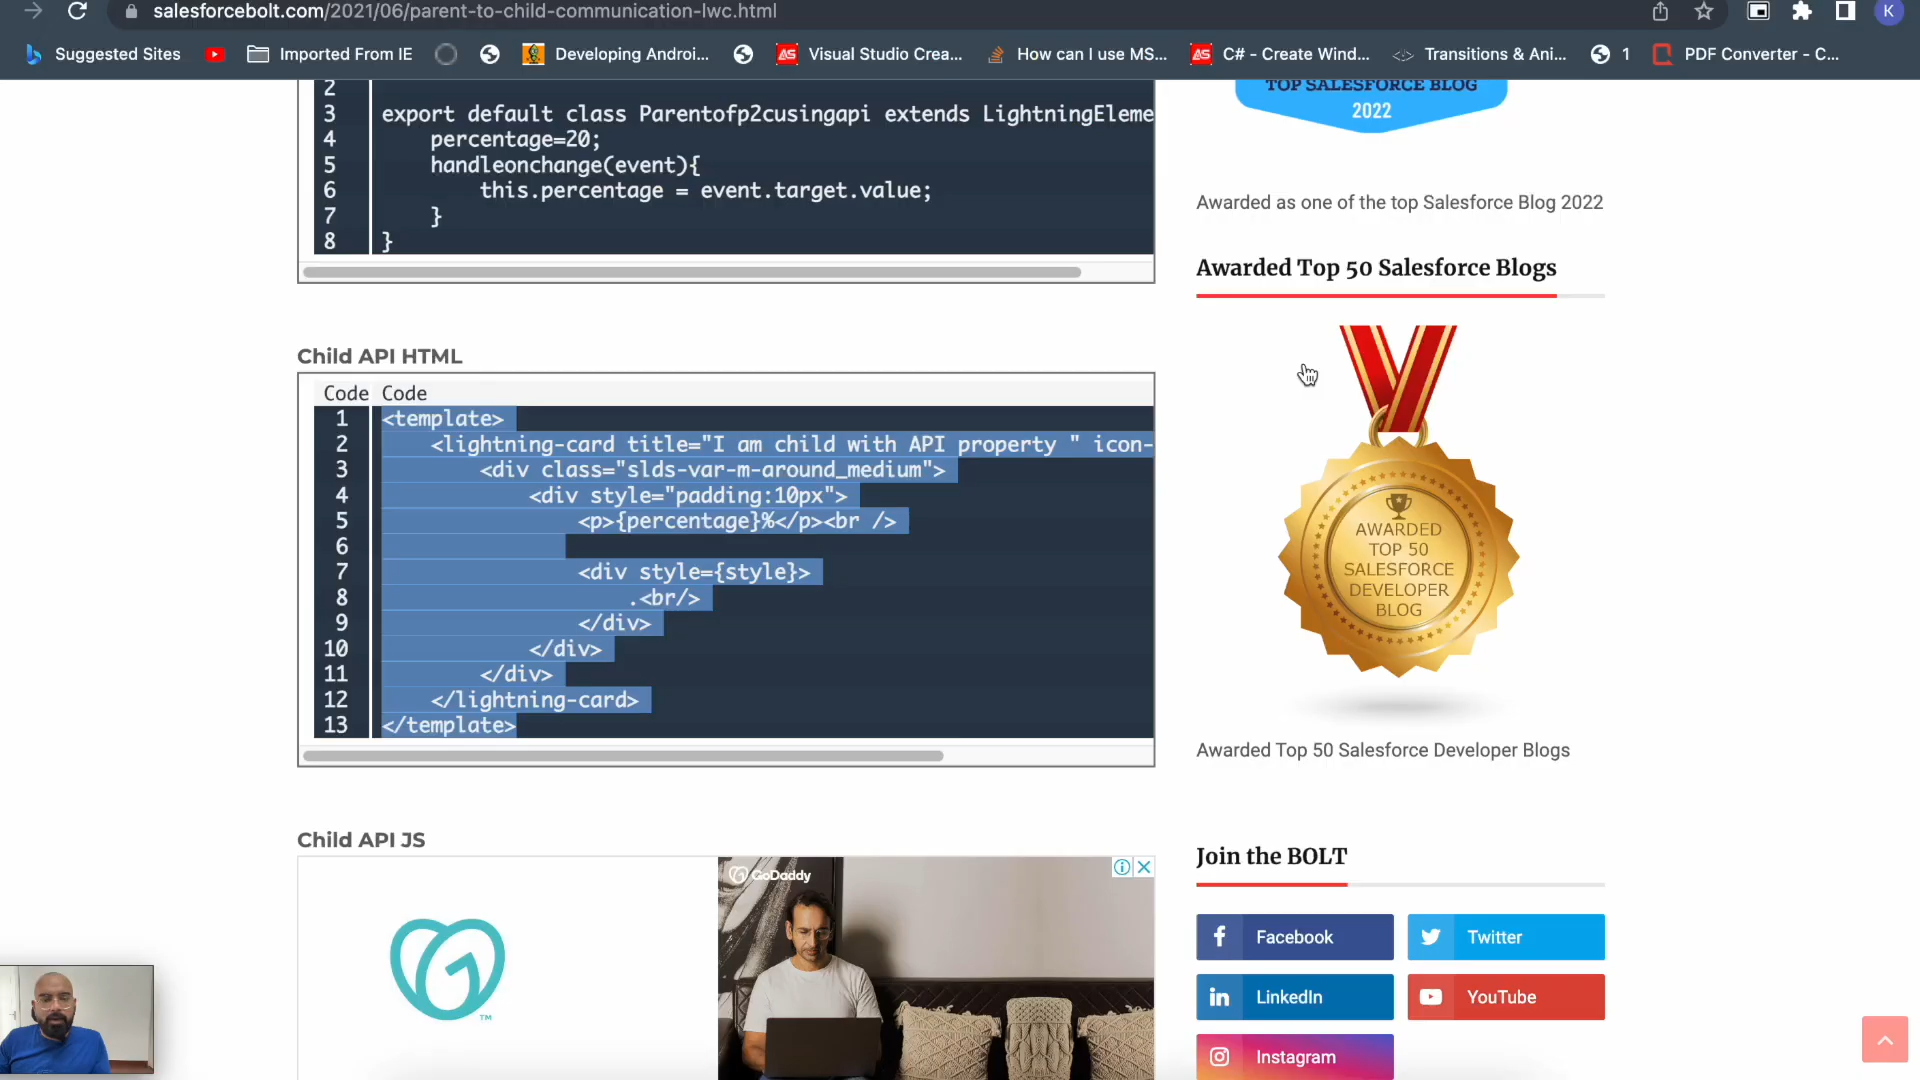 salesforcebolt.com/2021/06/parent-to-child-communication-lwc.html
K
Suggested Sites
Imported From IE
Developing Androi...
AS Visual Studio Crea...
How can I use MS...
AS C# - Create Wind...
Transitions & Ani...
1
PDF Converter - C...
2
3 export default class Parentofp2cusingapi extends LightningEleme
4 percentage=20;
5 handleonchange(event){
6 this.percentage = event.target.value;
7 }
8 }
Child API HTML
Code Code
1 <template>
2 <lightning-card title="I am child with API property " icon-
3 <div class="slds-var-m-around_medium">
4 <div style="padding:10px">
5 <p>{percentage}%</p><br />
6
7 <div style={style}>
8 .<br/>
9 </div>
10 </div>
11 </div>
12 </lightning-card>
13 </template>
Child API JS
GoDaddy
TM
TOP SALESFORCE BLOG
2022
Awarded as one of the top Salesforce Blog 2022
Awarded Top 50 Salesforce Blogs
AWARDED
TOP 50
SALESFORCE
DEVELOPER
BLOG
Awarded Top 50 Salesforce Developer Blogs
Join the BOLT
Facebook
Twitter
LinkedIn
YouTube
Instagram